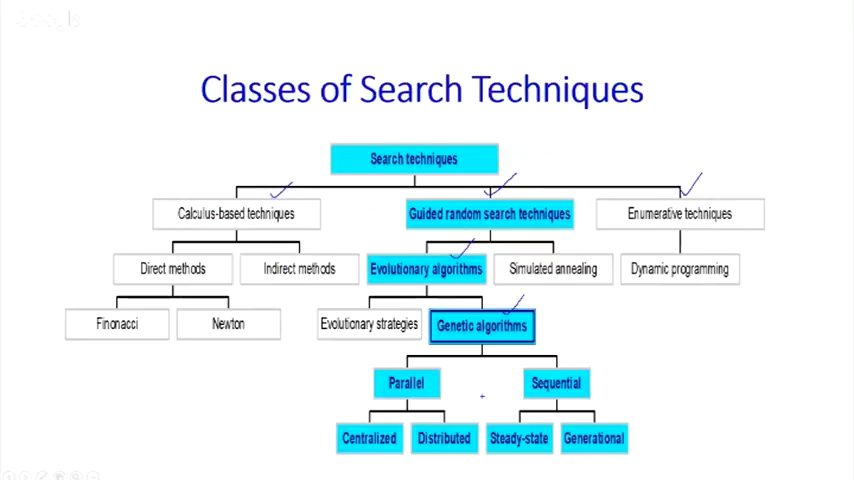 Classes of Search Techniques
Search techniques
Calculus-based techniques
Guided random search techniques
Enumerative techniques
Direct methods
Indirect methods
Evolutionary algorithms
Simulated annealing
Dynamic programming
Finonacci
Newton
Evolutionary strategies
Genetic algorithms
Parallel
Sequential
Centralized
Distributed
Steady-state
Generational